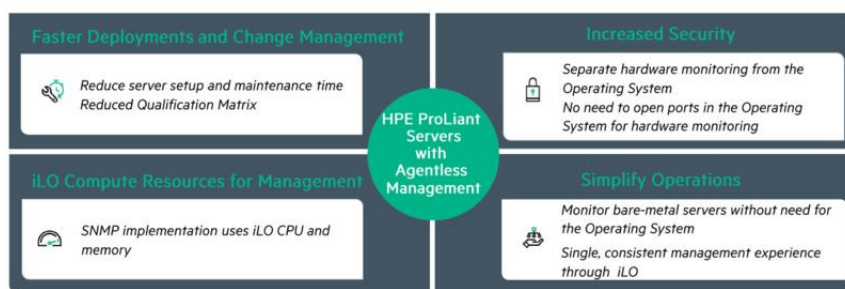 Faster Deployments and Change Management
Reduce server setup and maintenance time
Reduced Qualification Matrix
Increased Security
Separate hardware monitoring from the
Operating System
No need to open ports in the Operating
System for hardware monitoring
HPE ProLiant
Servers
with
Agentless
Management
iLO Compute Resources for Management
SNMP implementation uses iLO CPU and
memory
Simplify Operations
Monitor bare-metal servers without need for
the Operating System
Single, consistent management experience
through iLO